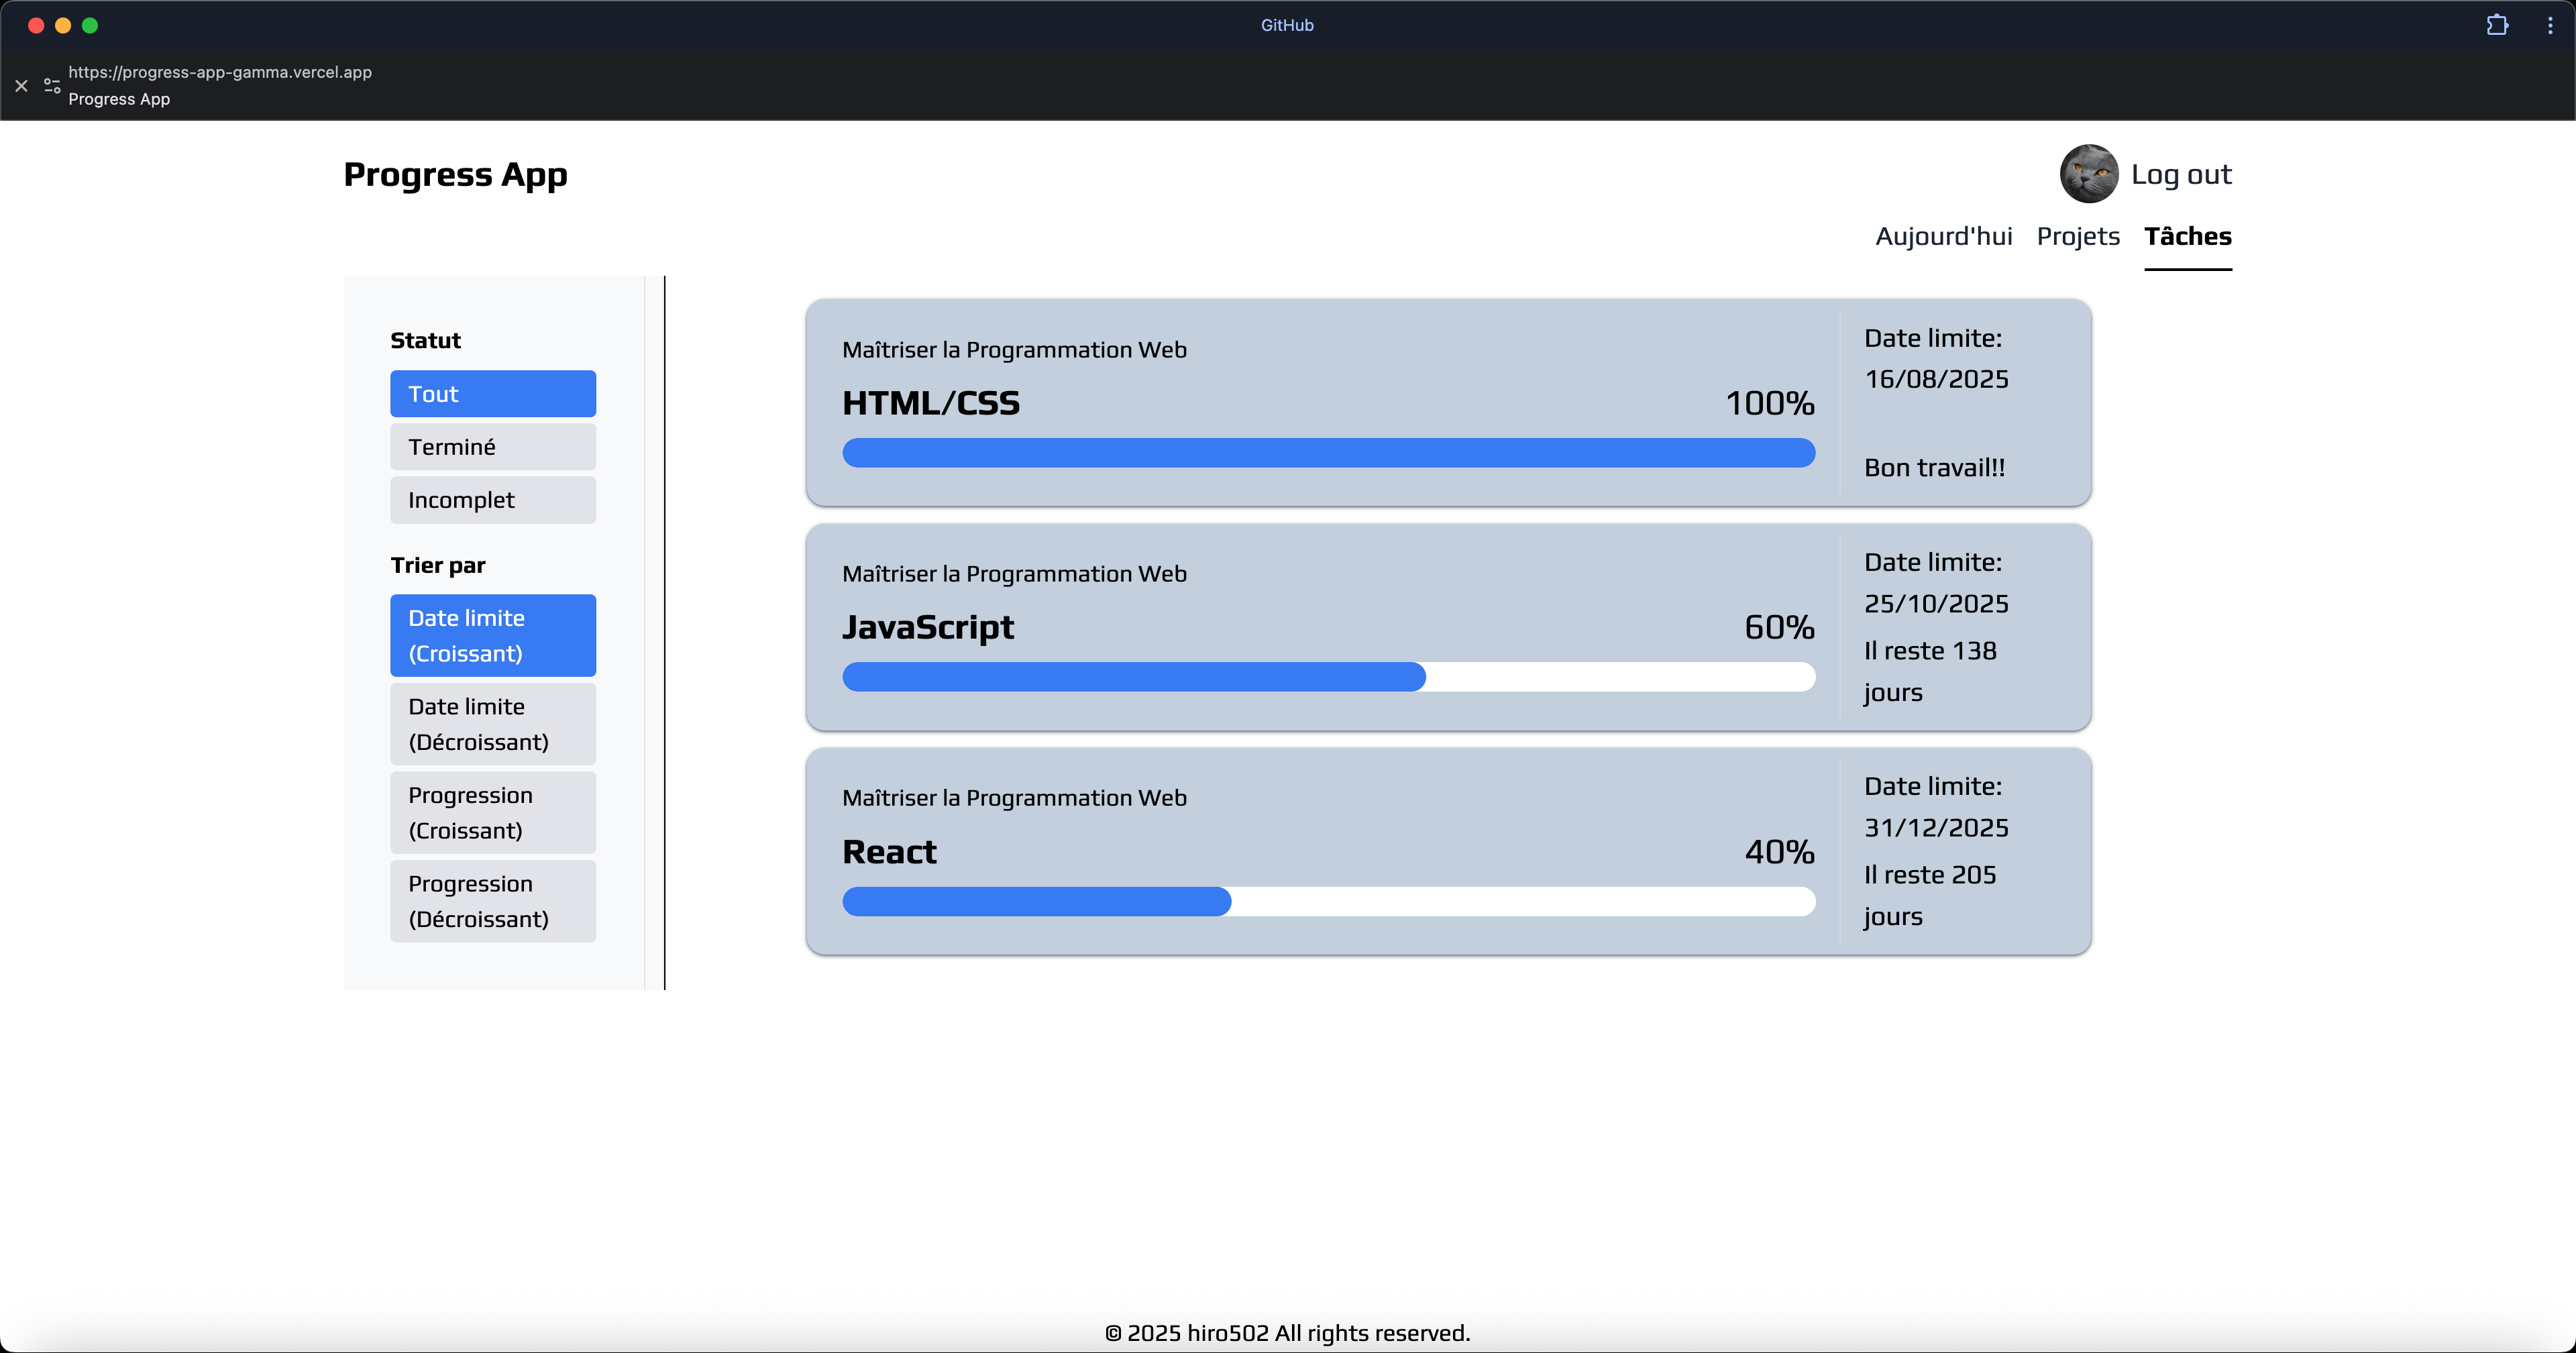 GitHub
https://progress-app-gamma.vercel.app
Progress App
Progress App
Log out
Aujourd'hui Projets Tâches
Statut
Tout
Terminé
Incomplet
Trier par
Date limite
(Croissant)
Date limite
(Décroissant)
Progression
(Croissant)
Progression
(Décroissant)
Maîtriser la Programmation Web
HTML/CSS 100%
Date limite:
16/08/2025
Bon travail!!
Maîtriser la Programmation Web
JavaScript 60%
Date limite:
25/10/2025
Il reste 138
jours
Maîtriser la Programmation Web
React 40%
Date limite:
31/12/2025
Il reste 205
jours
© 2025 hiro502 All rights reserved.